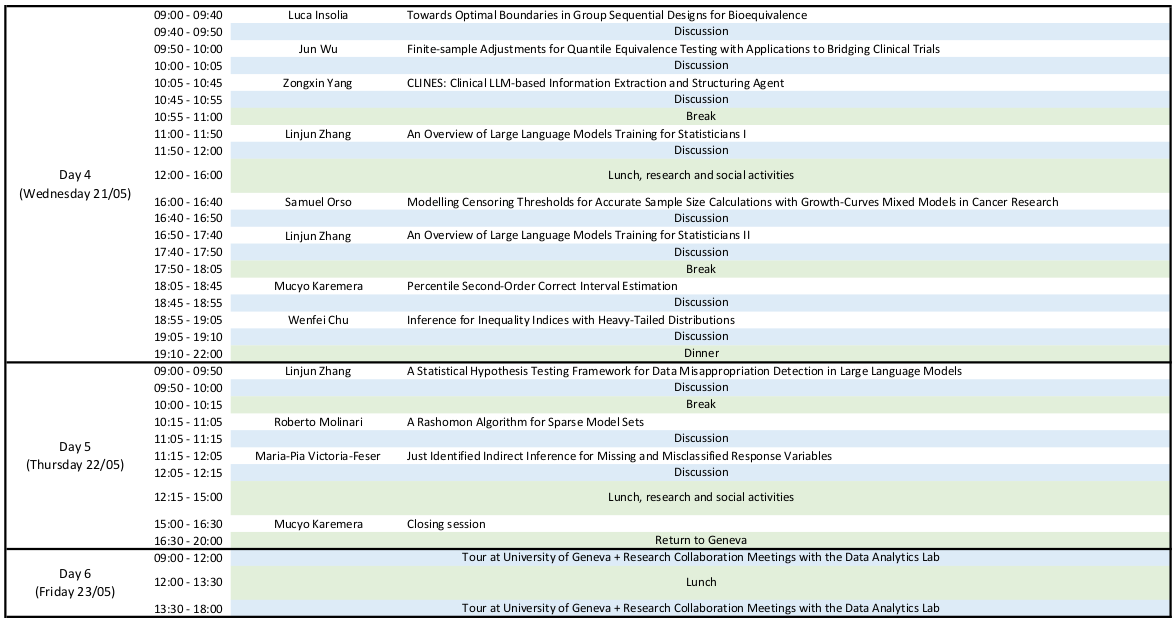 09:00 - 09:40 Luca Insolia Towards Optimal Boundaries in Group Sequential Designs for Bioequivalence
09:40 - 09:50 Discussion
09:50 - 10:00 Jun Wu Finite-sample Adjustments for Quantile Equivalence Testing with Applications to Bridging Clinical Trials
10:00 - 10:05 Discussion
10:05 - 10:45 Zongxin Yang CLINES: Clinical LLM-based Information Extraction and Structuring Agent
10:45 - 10:55 Discussion
10:55 - 11:00 Break
11:00 - 11:50 Linjun Zhang An Overview of Large Language Models Training for Statisticians I
11:50 - 12:00 Discussion
Day 4
(Wednesday 21/05)
12:00 - 16:00 Lunch, research and social activities
16:00 - 16:40 Samuel Orso Modelling Censoring Thresholds for Accurate Sample Size Calculations with Growth-Curves Mixed Models in Cancer Research
16:40 - 16:50 Discussion
16:50 - 17:40 Linjun Zhang An Overview of Large Language Models Training for Statisticians II
17:40 - 17:50 Discussion
17:50 - 18:05 Break
18:05 - 18:45 Mucyo Karemera Percentile Second-Order Correct Interval Estimation
18:45 - 18:55 Discussion
18:55 - 19:05 Wenfei Chu Inference for Inequality Indices with Heavy-Tailed Distributions
19:05 - 19:10 Discussion
19:10 - 22:00 Dinner
09:00 - 09:50 Linjun Zhang A Statistical Hypothesis Testing Framework for Data Misappropriation Detection in Large Language Models
09:50 - 10:00 Discussion
10:00 - 10:15 Break
10:15 - 11:05 Roberto Molinari A Rashomon Algorithm for Sparse Model Sets
11:05 - 11:15 Discussion
Day 5
(Thursday 22/05)
11:15 - 12:05 Maria-Pia Victoria-Feser Just Identified Indirect Inference for Missing and Misclassified Response Variables
12:05 - 12:15 Discussion
12:15 - 15:00 Lunch, research and social activities
15:00 - 16:30 Mucyo Karemera Closing session
16:30 - 20:00 Return to Geneva
09:00 - 12:00 Tour at University of Geneva + Research Collaboration Meetings with the Data Analytics Lab
Day 6
(Friday 23/05)
12:00 - 13:30 Lunch
13:30 - 18:00 Tour at University of Geneva + Research Collaboration Meetings with the Data Analytics Lab